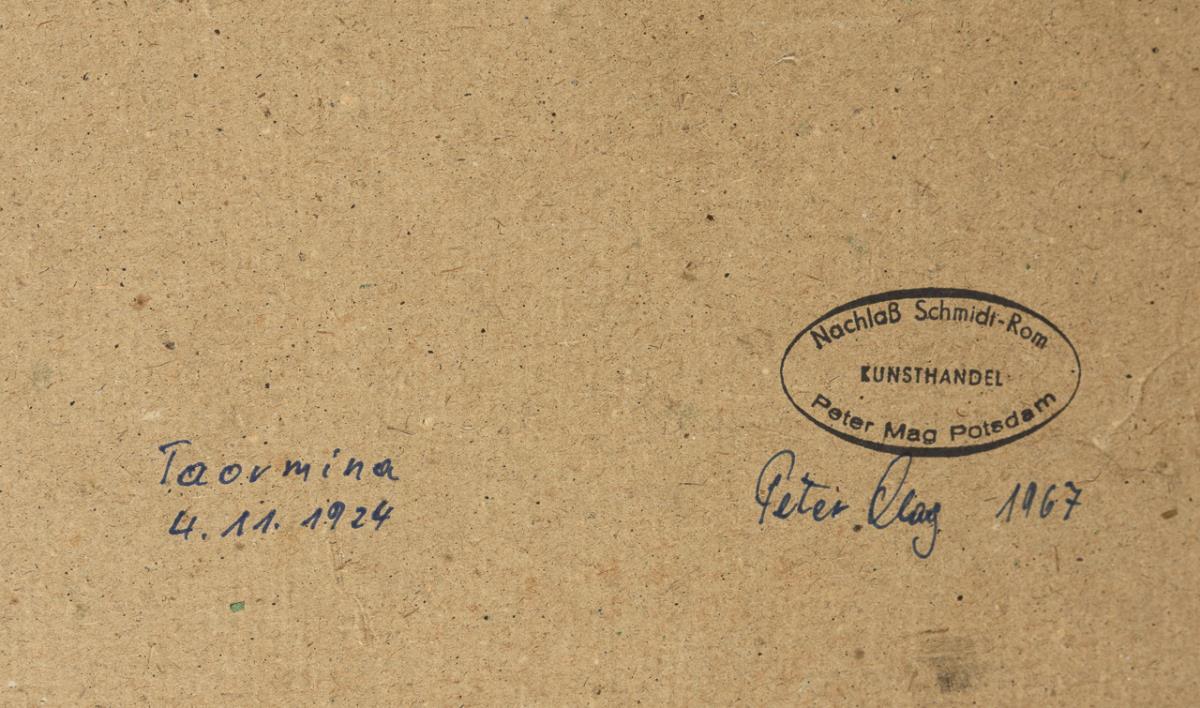 Nachlaß Schmidt-Rom
KUNSTHANDEL
Peter Mag Potsdam
Taormina
4.11.1924
Peter Mag 1967